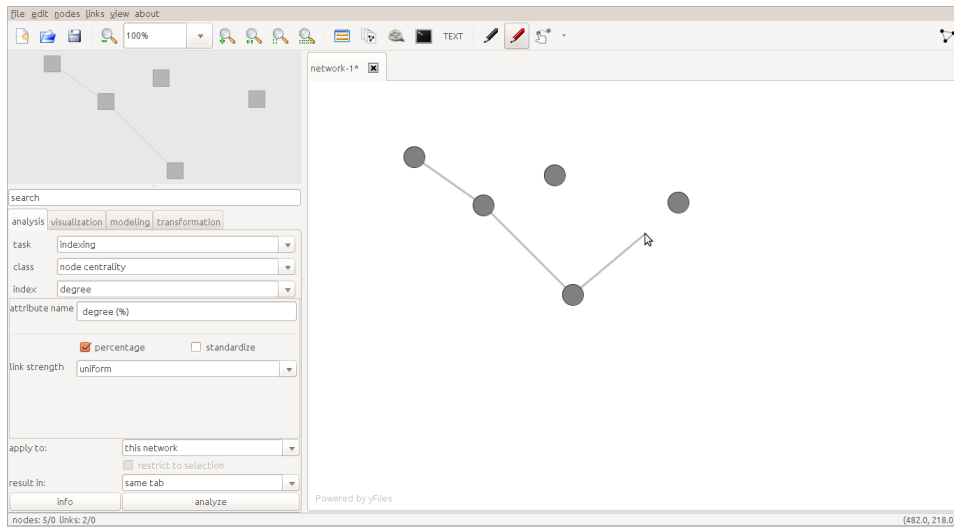 file edit nodes links view about
100% TEXT
network-1*
search
analysis visualization modeling transformation
task indexing
class node centrality
index degree
attribute name degree (%)
percentage standardize
link strength uniform
apply to: this network
restrict to selection
result in: same tab
info analyze
Powered by yFiles
nodes: 5/0 links: 2/0 (482.0, 218.0)